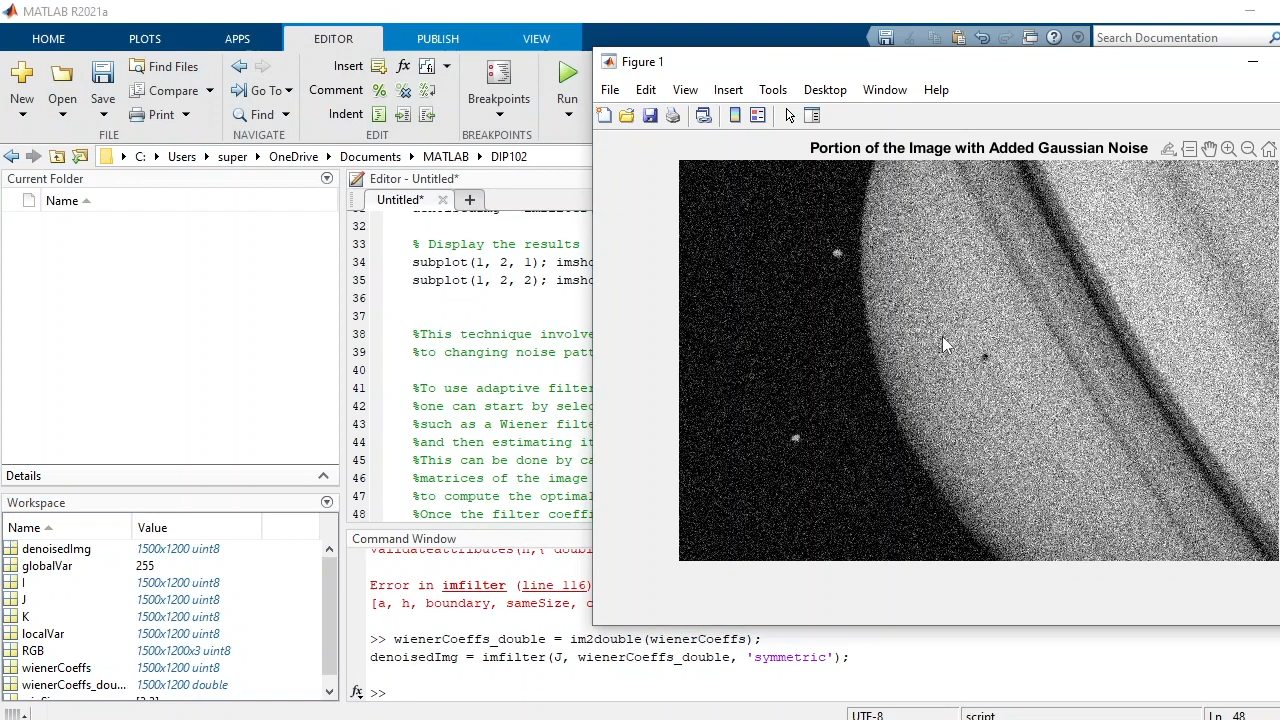 MATLAB R2021a
HOME PLOTS APPS EDITOR PUBLISH VIEW
Search Documentation
New Open Save Find Files Compare Print
Go To Find
Insert
Comment
Indent
Breakpoints
Run
FILE NAVIGATE EDIT BREAKPOINTS
C: Users super OneDrive Documents MATLAB DIP102
Current Folder
Name
Details
Workspace
Name Value
denoisedImg 1500x1200 uint8
globalVar 255
I 1500x1200 uint8
J 1500x1200 uint8
K 1500x1200 uint8
localVar 1500x1200 uint8
RGB 1500x1200x3 uint8
wienerCoeffs 1500x1200 uint8
wienerCoeffs_dou... 1500x1200 double
Editor - Untitled*
Untitled*
32
33 % Display the results
34 subplot(1, 2, 1); imsho
35 subplot(1, 2, 2); imsho
36
37
38 %This technique involve
39 %to changing noise patt
40
41 %To use adaptive filter
42 %one can start by selec
43 %such as a Wiener filte
44 %and then estimating it
45 %This can be done by ca
46 %matrices of the image
47 %to compute the optimal
48 %Once the filter coeffi
Command Window
Error in imfilter (line 116)
[a, h, boundary, sameSize, c
>> wienerCoeffs_double = im2double(wienerCoeffs);
denoisedImg = imfilter(J, wienerCoeffs_double, 'symmetric');
fx >>
Figure 1
File Edit View Insert Tools Desktop Window Help
Portion of the Image with Added Gaussian Noise
UTF-8 script Ln 48